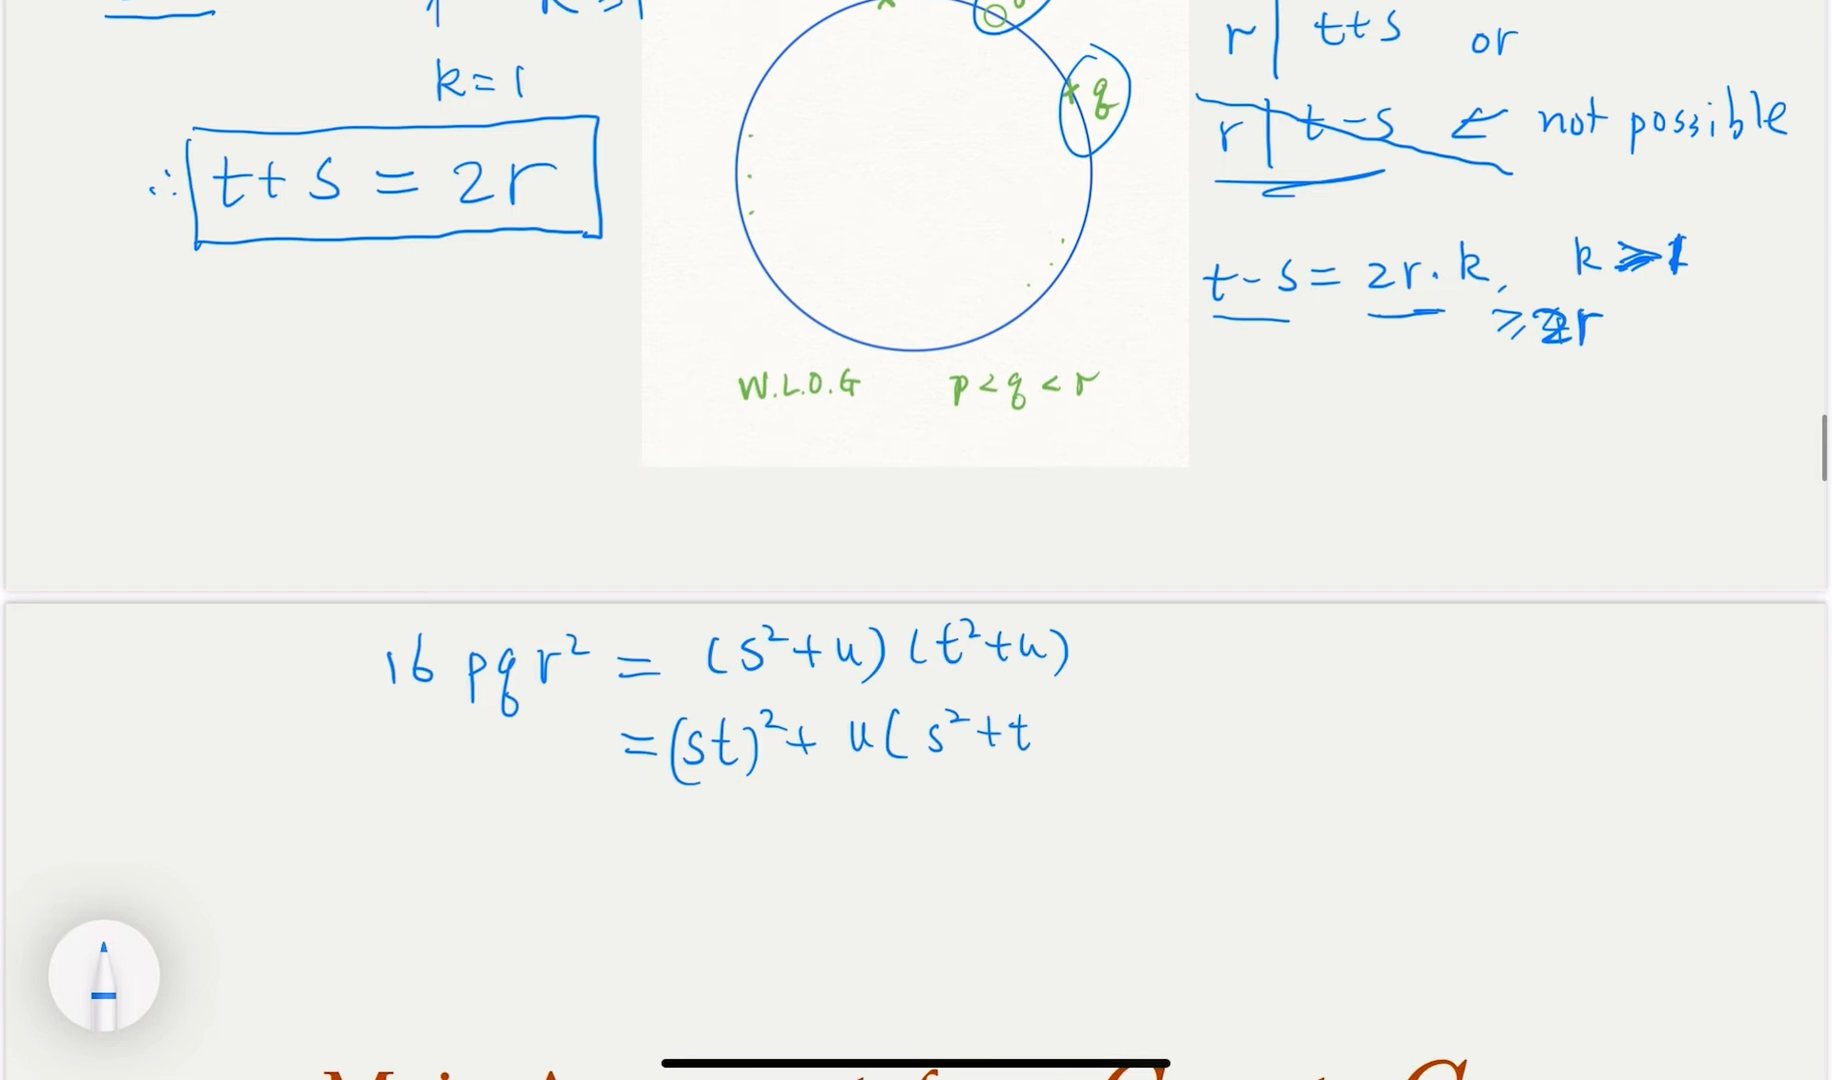 k = 1
∴ t+s = 2r
q
W.L.O.G p < q < r
r | t+s or
r | t-s ← not possible
t-s = 2r·k, k ≥ 1
≥ 2r
16 pqr² = (s²+u)(t²+u)
= (st)² + u(s²+t